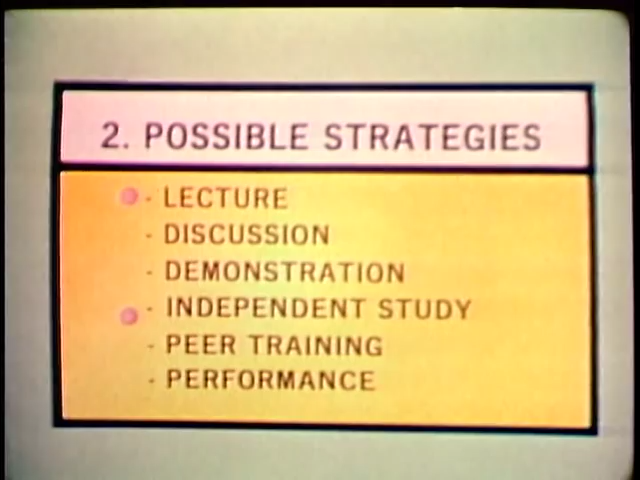 2. POSSIBLE STRATEGIES
- LECTURE
- DISCUSSION
- DEMONSTRATION
- INDEPENDENT STUDY
- PEER TRAINING
- PERFORMANCE